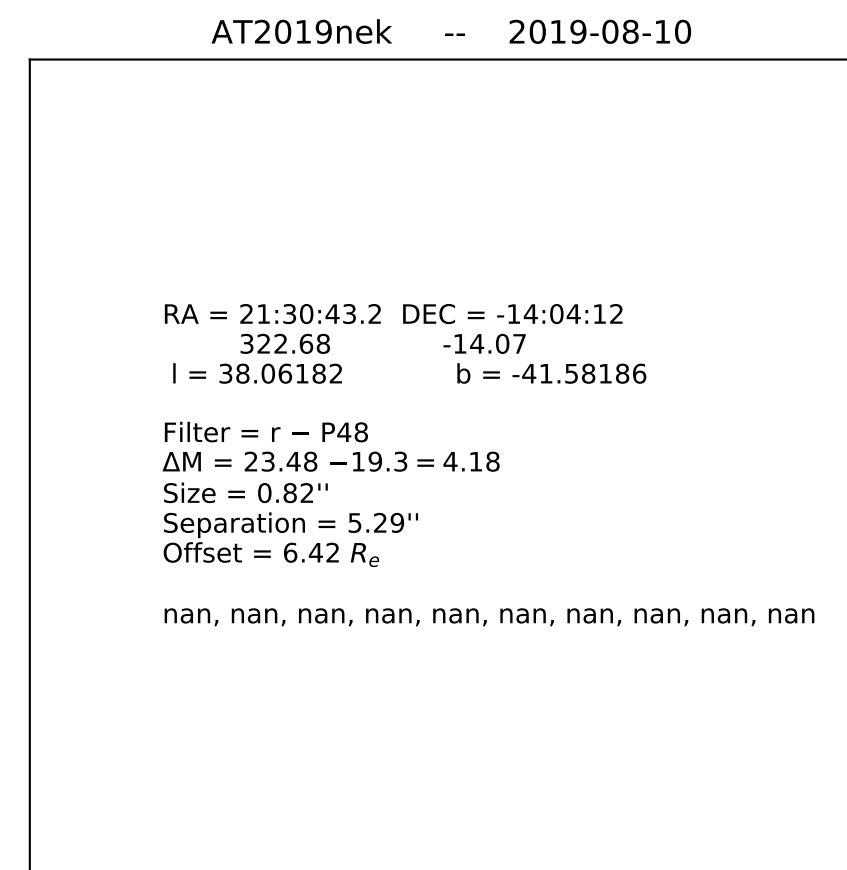 AT2019nek -- 2019-08-10
RA = 21:30:43.2 DEC = -14:04:12
322.68 -14.07
l = 38.06182 b = -41.58186
Filter = r − P48
ΔM = 23.48 −19.3 = 4.18
Size = 0.82''
Separation = 5.29''
Offset = 6.42 Re
nan, nan, nan, nan, nan, nan, nan, nan, nan, nan